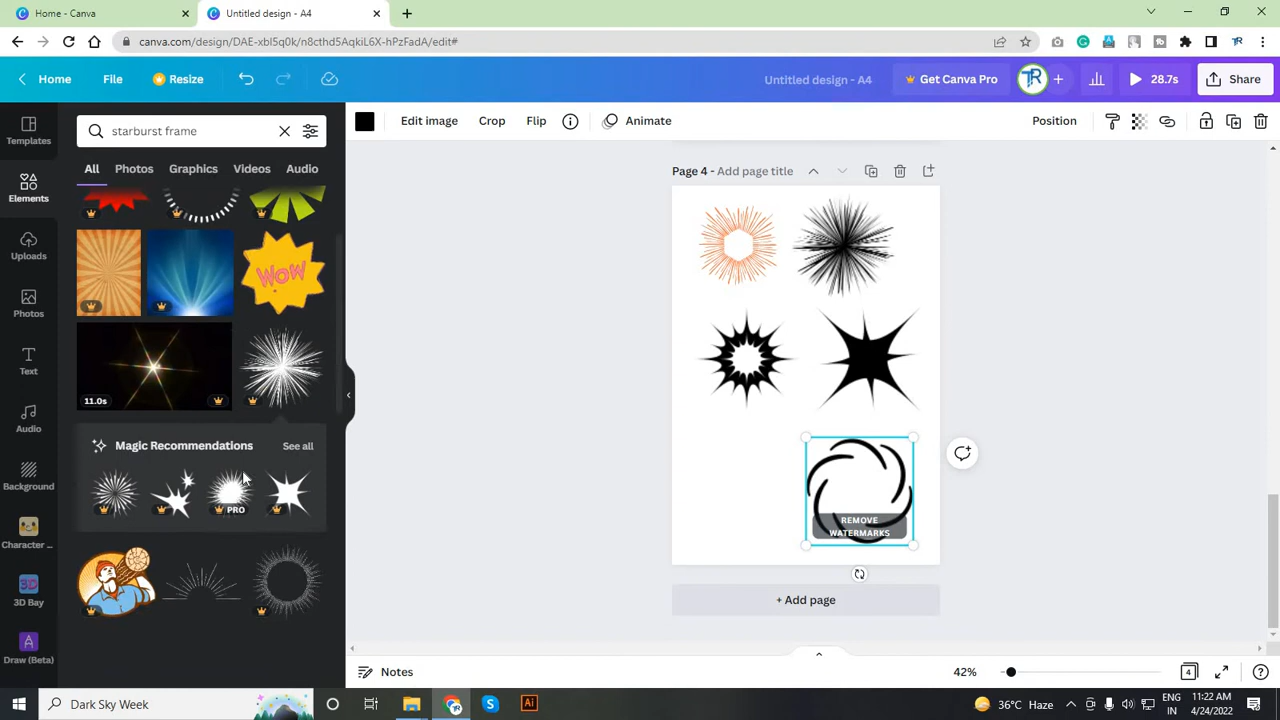 Home - Canva
Untitled design - A4
canva.com/design/DAE-xbl5q0k/n8cthd5AqkiL6X-hPzFadA/edit#
Home
File
Resize
Untitled design - A4
Get Canva Pro
28.7s
Share
Templates
Elements
Uploads
Photos
Text
Audio
Background
Character ...
3D Bay
Draw (Beta)
starburst frame
All
Photos
Graphics
Videos
Audio
WOW
11.0s
Magic Recommendations
See all
PRO
Edit image
Crop
Flip
Animate
Position
Page 4 - Add page title
REMOVE
WATERMARKS
+ Add page
Notes
42%
4
Dark Sky Week
36°C Haze
ENG
IN
11:22 AM
4/24/2022